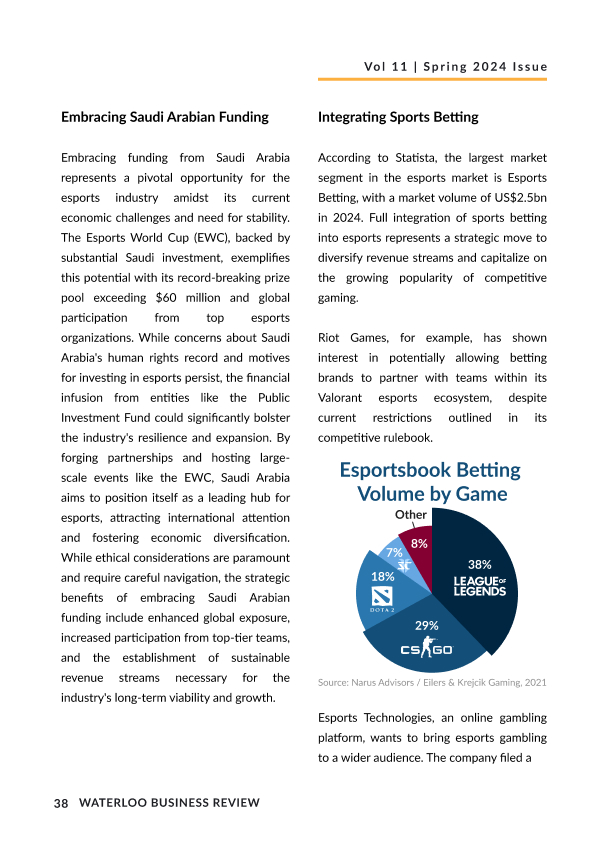 Vol 11 | Spring 2024 Issue
Embracing Saudi Arabian Funding
Embracing funding from Saudi Arabia
represents a pivotal opportunity for the
esports industry amidst its current
economic challenges and need for stability.
The Esports World Cup (EWC), backed by
substantial Saudi investment, exemplifies
this potential with its record-breaking prize
pool exceeding $60 million and global
participation from top esports
organizations. While concerns about Saudi
Arabia's human rights record and motives
for investing in esports persist, the financial
infusion from entities like the Public
Investment Fund could significantly bolster
the industry's resilience and expansion. By
forging partnerships and hosting large-
scale events like the EWC, Saudi Arabia
aims to position itself as a leading hub for
esports, attracting international attention
and fostering economic diversification.
While ethical considerations are paramount
and require careful navigation, the strategic
benefits of embracing Saudi Arabian
funding include enhanced global exposure,
increased participation from top-tier teams,
and the establishment of sustainable
revenue streams necessary for the
industry's long-term viability and growth.
Integrating Sports Betting
According to Statista, the largest market
segment in the esports market is Esports
Betting, with a market volume of US$2.5bn
in 2024. Full integration of sports betting
into esports represents a strategic move to
diversify revenue streams and capitalize on
the growing popularity of competitive
gaming.
Riot Games, for example, has shown
interest in potentially allowing betting
brands to partner with teams within its
Valorant esports ecosystem, despite
current restrictions outlined in its
competitive rulebook.
Esportsbook Betting
Volume by Game
Other
8%
7%
38%
LEAGUE OF
LEGENDS
18%
DOTA 2
29%
CS GO
Source: Narus Advisors / Eilers & Krejcik Gaming, 2021
Esports Technologies, an online gambling
platform, wants to bring esports gambling
to a wider audience. The company filed a
38 WATERLOO BUSINESS REVIEW